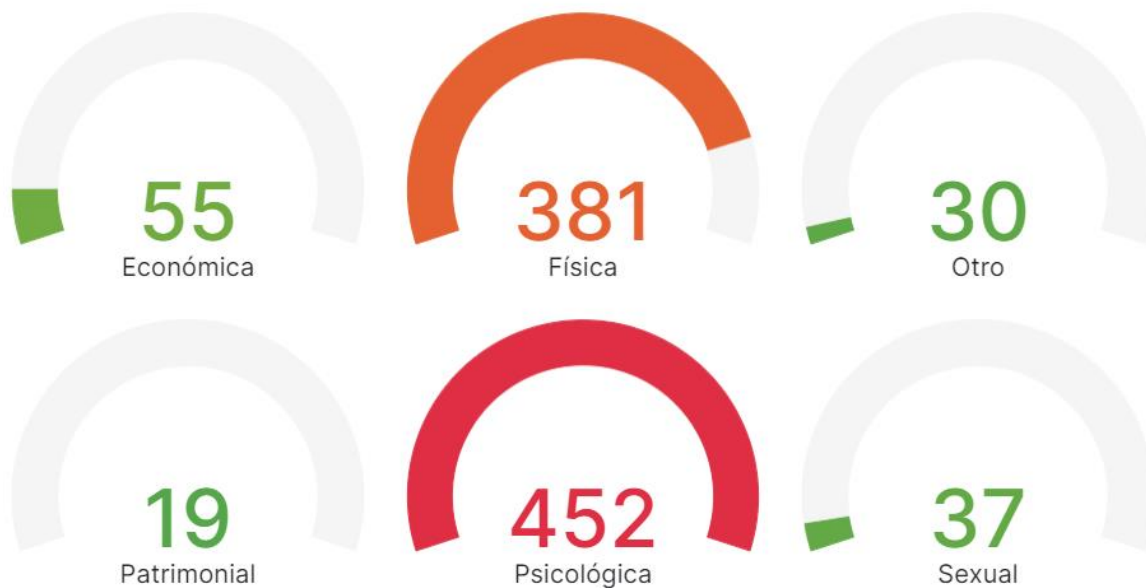 55
Económica
381
Física
30
Otro
19
Patrimonial
452
Psicológica
37
Sexual